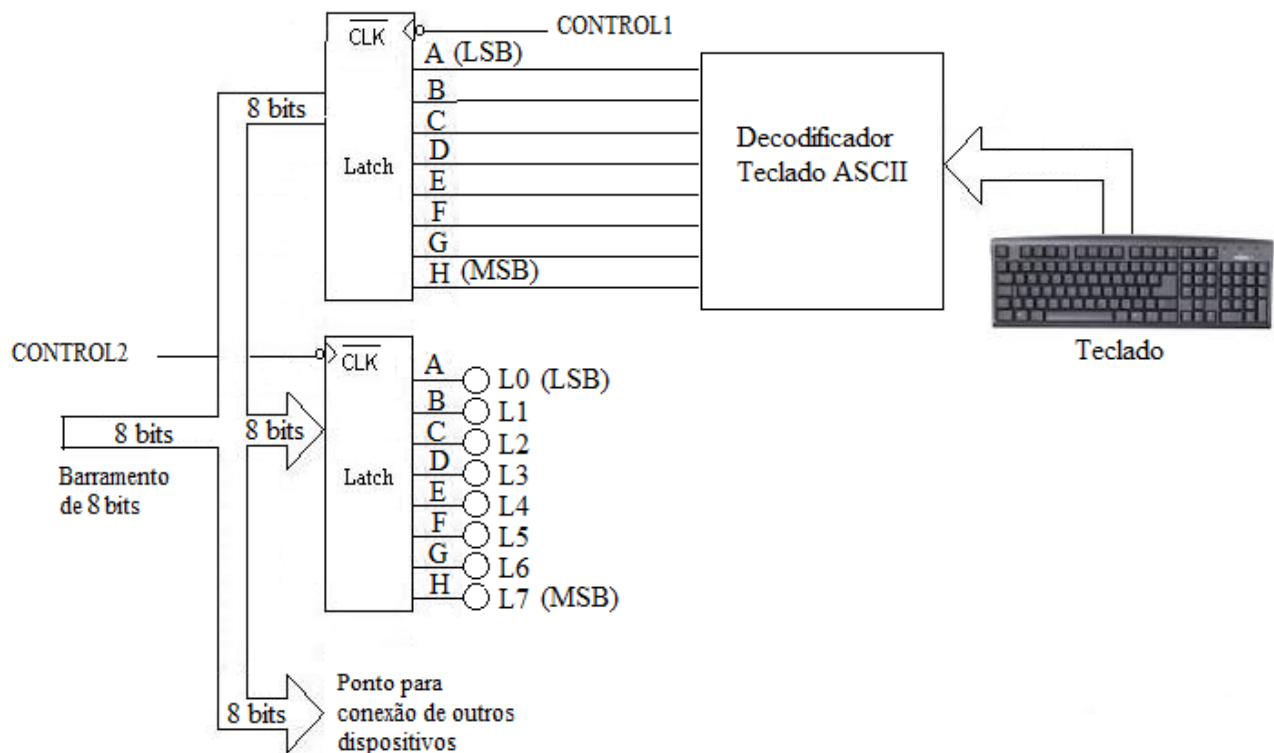 CLK
CONTROL1
A (LSB)
B
8 bits
C
D
Latch
E
F
G
H (MSB)
Decodificador
Teclado ASCII
Teclado
CONTROL2
CLK
A
L0 (LSB)
B
L1
8 bits
8 bits
C
L2
D
L3
Latch
E
L4
F
L5
G
L6
H
L7 (MSB)
Barramento
de 8 bits
8 bits
Ponto para
conexão de outros
dispositivos